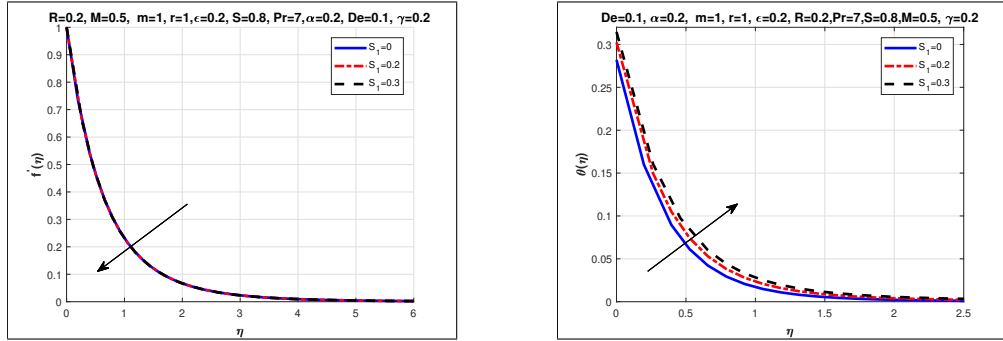 R=0.2, M=0.5, m=1, r=1,ϵ=0.2, S=0.8, Pr=7,α=0.2, De=0.1, γ=0.2
S₁=0
S₁=0.2
S₁=0.3
f'(η)
1
0.9
0.8
0.7
0.6
0.5
0.4
0.3
0.2
0.1
0
0 1 2 3 4 5 6
η
De=0.1, α=0.2, m=1, r=1, ϵ=0.2, R=0.2,Pr=7,S=0.8,M=0.5, γ=0.2
S₁=0
S₁=0.2
S₁=0.3
θ(η)
0.3
0.25
0.2
0.15
0.1
0.05
0
0 0.5 1 1.5 2 2.5
η